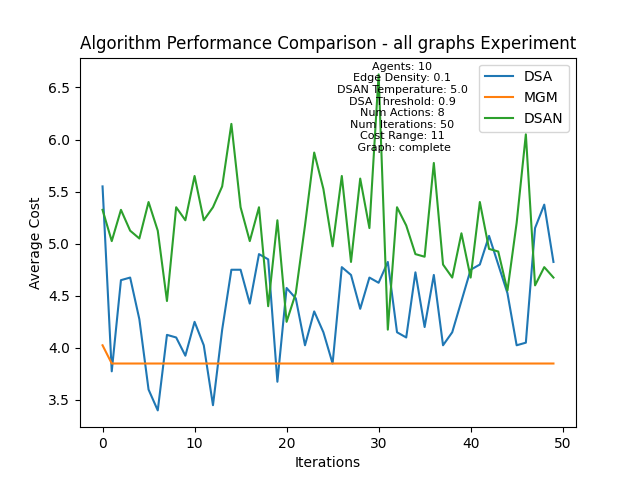 Algorithm Performance Comparison - all graphs Experiment
Agents: 10
Edge Density: 0.1
DSAN Temperature: 5.0
DSA Threshold: 0.9
Num Actions: 8
Num Iterations: 50
Cost Range: 11
Graph: complete
DSA
MGM
DSAN
Average Cost
6.5
6.0
5.5
5.0
4.5
4.0
3.5
0 10 20 30 40 50
Iterations